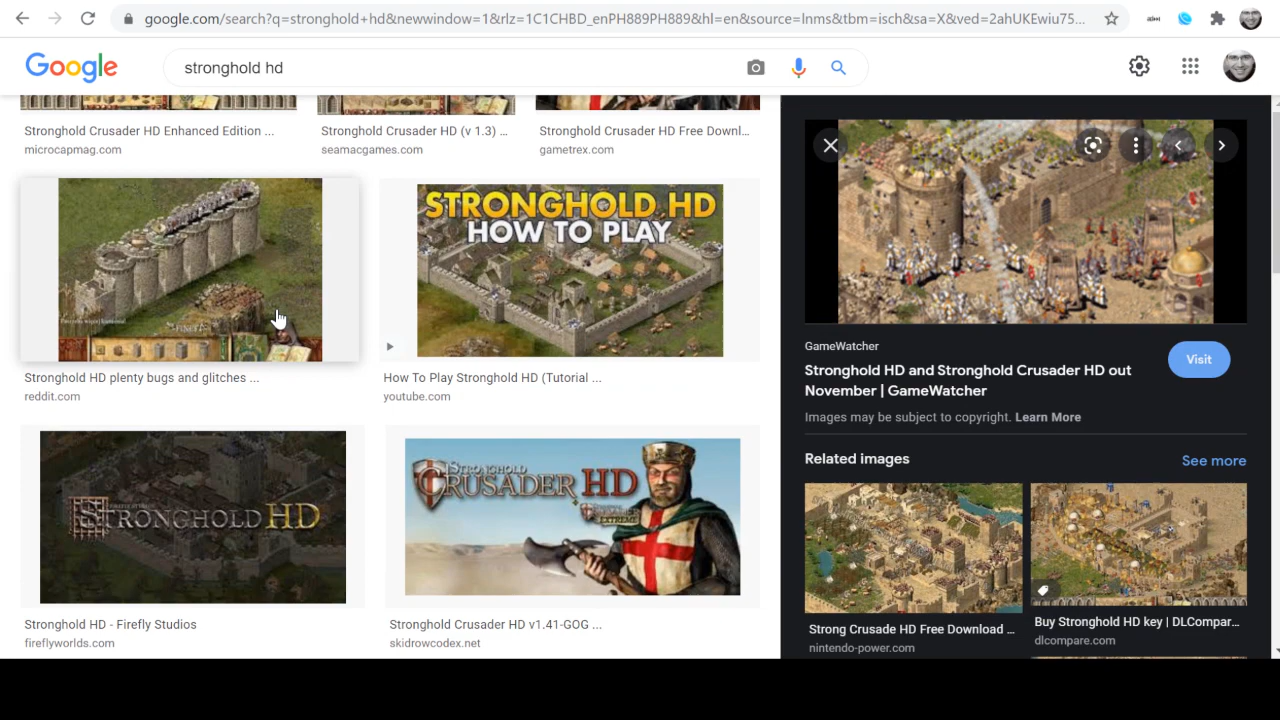 google.com/search?q=stronghold+hd&newwindow=1&rlz=1C1CHBD_enPH889PH889&hl=en&source=lnms&tbm=isch&sa=X&ved=2ahUKEwiu75...
Google
stronghold hd
Stronghold Crusader HD Enhanced Edition ...
microcapmag.com
Stronghold Crusader HD (v 1.3) ...
seamacgames.com
Stronghold Crusader HD Free Downl...
gametrex.com
STRONGHOLD HD
HOW TO PLAY
Stronghold HD plenty bugs and glitches ...
reddit.com
How To Play Stronghold HD (Tutorial ...
youtube.com
FIREFLY STUDIOS'
STRONGHOLD HD
STRONGHOLD
CRUSADER HD
CRUSADER
EXTREME
Stronghold HD - Firefly Studios
fireflyworlds.com
Stronghold Crusader HD v1.41-GOG ...
skidrowcodex.net
GameWatcher
Stronghold HD and Stronghold Crusader HD out
November | GameWatcher
Visit
Images may be subject to copyright. Learn More
Related images
See more
Strong Crusade HD Free Download ...
nintendo-power.com
Buy Stronghold HD key | DLCompar...
dlcompare.com